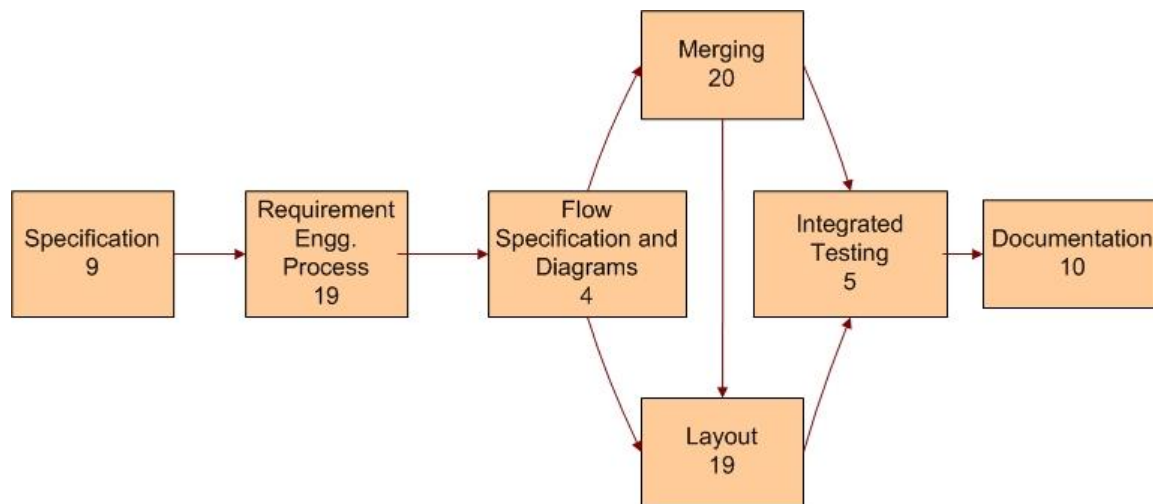 Specification
9
Requirement
Engg.
Process
19
Flow
Specification and
Diagrams
4
Merging
20
Layout
19
Integrated
Testing
5
Documentation
10